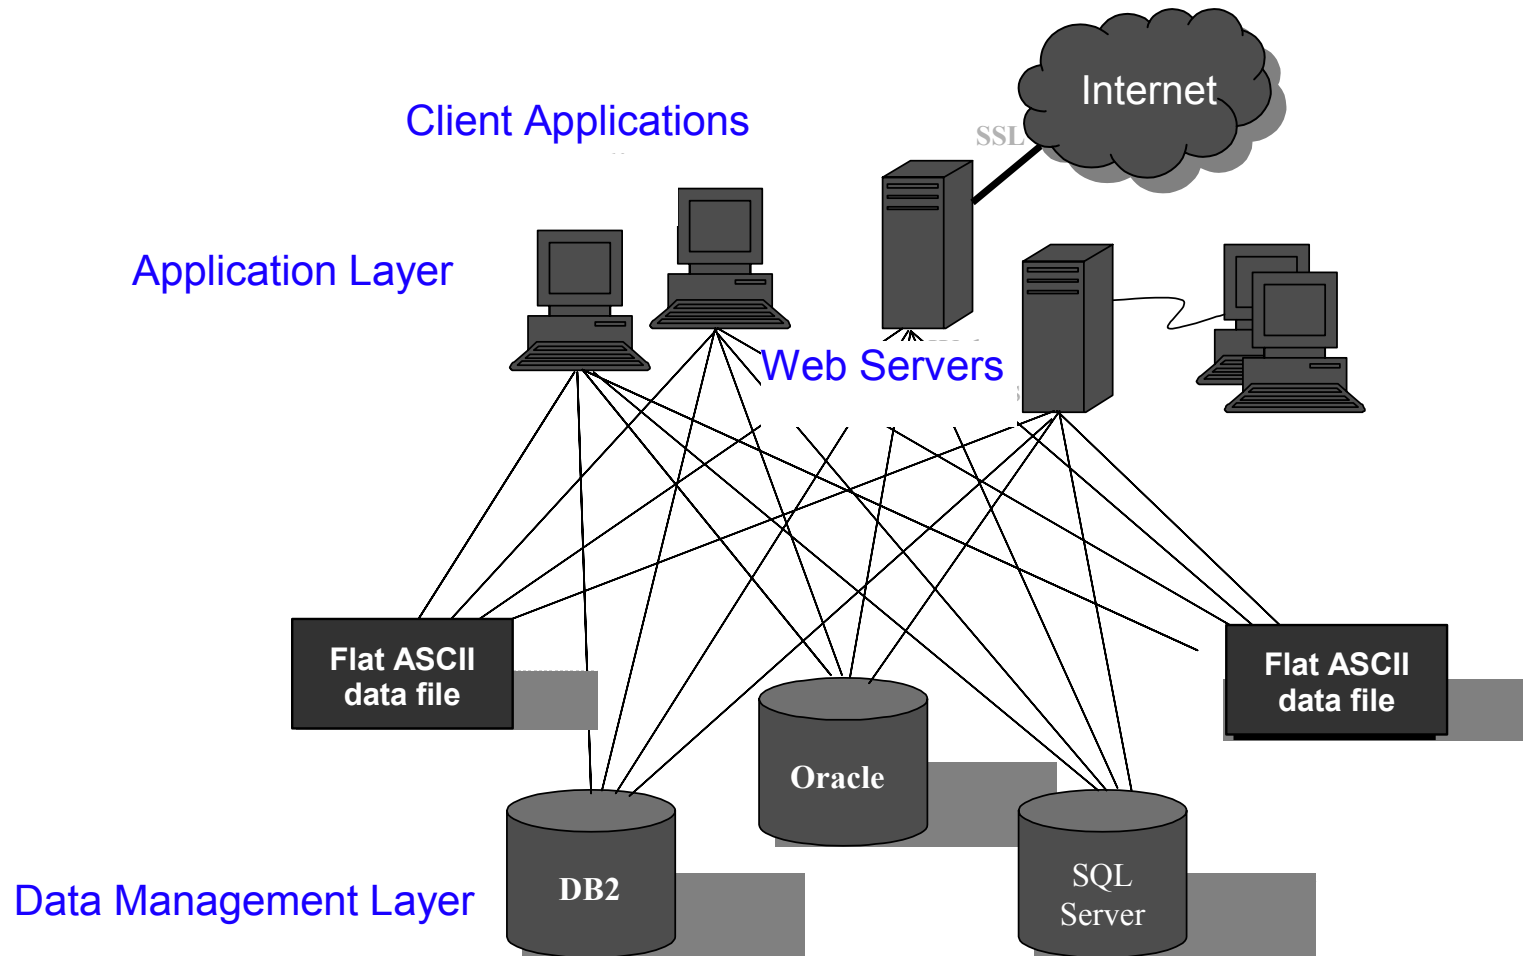 Internet
Client Applications
SSL
Application Layer
Web Servers
Flat ASCII
data file
Flat ASCII
data file
Oracle
DB2
SQL
Server
Data Management Layer